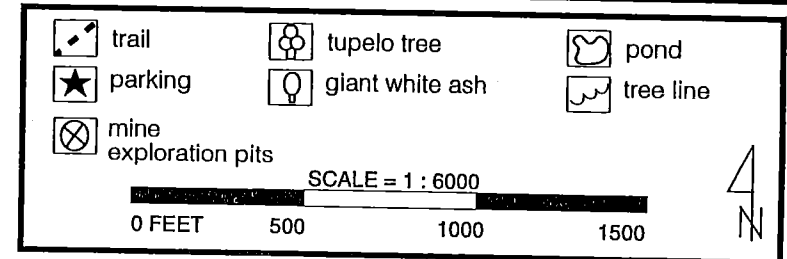 trail
tupelo tree
pond
parking
giant white ash
tree line
mine
exploration pits
SCALE = 1 : 6000
0 FEET 500 1000 1500
N